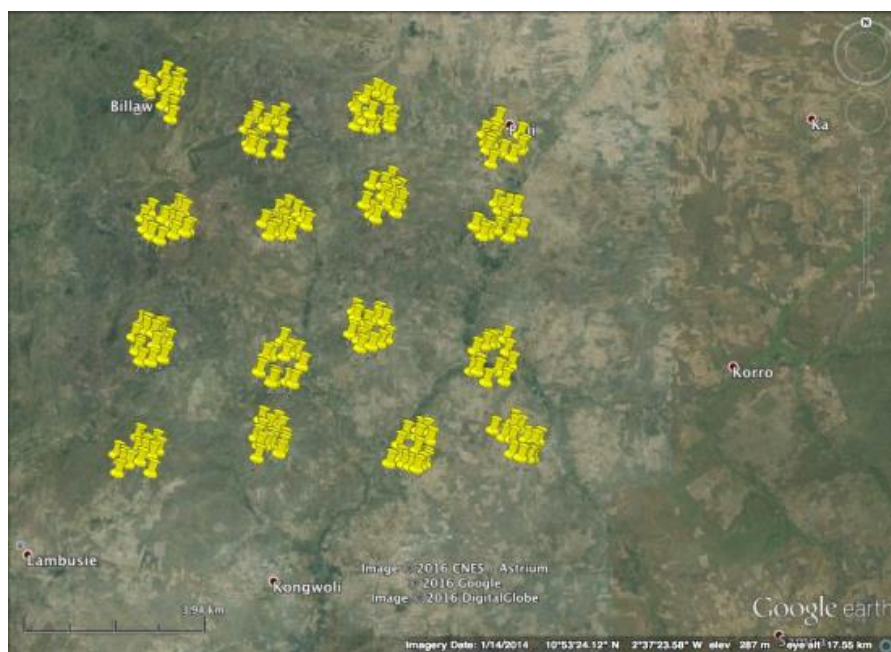 N
Billaw
Ka
Korro
Lambusie
Kongwoli
Image © 2016 CNES / Astrium
© 2016 Google
Image © 2016 DigitalGlobe
3.94 km
Google earth
Imagery Date: 1/14/2014 10°53'24.12" N 2°37'23.58" W elev 287 m eye alt 17.55 km